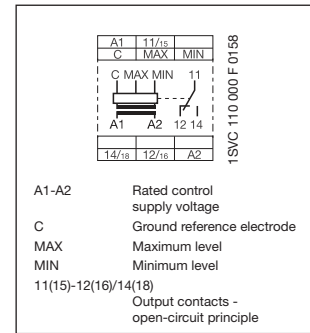 A1 11/15
C MAX MIN
C MAX MIN 11
A1 A2 12 14
14/18 12/16 A2
1SVC 110 000 F 0158
A1-A2 Rated control
supply voltage
C Ground reference electrode
MAX Maximum level
MIN Minimum level
11(15)-12(16)/14(18)
Output contacts -
open-circuit principle